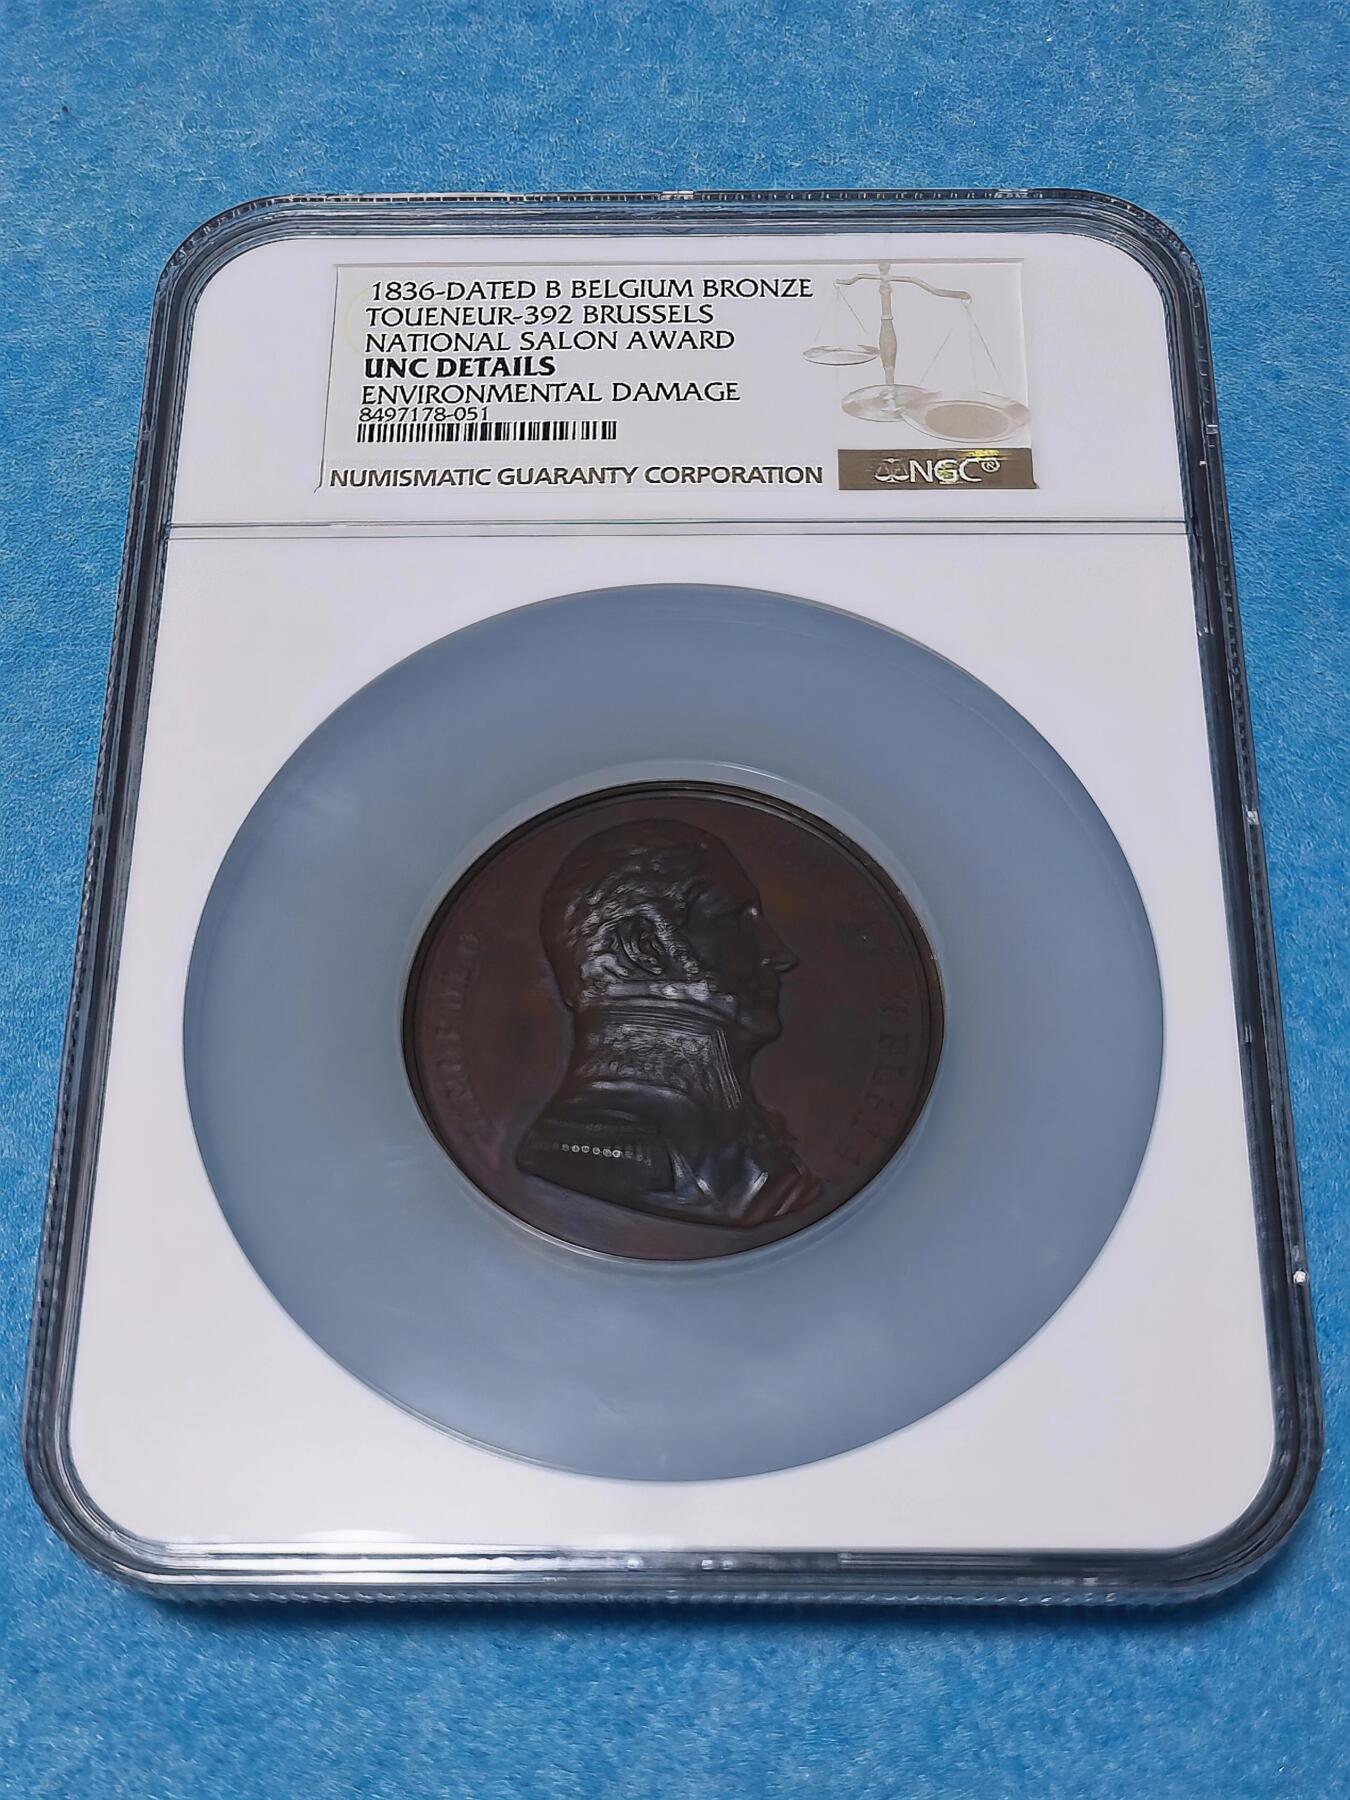 1836-DATED B BELGIUM BRONZE
TOUENEUR-392 BRUSSELS
NATIONAL SALON AWARD
UNC DETAILS
ENVIRONMENTAL DAMAGE
8497178-051
NUMISMATIC GUARANTY CORPORATION
NGC®